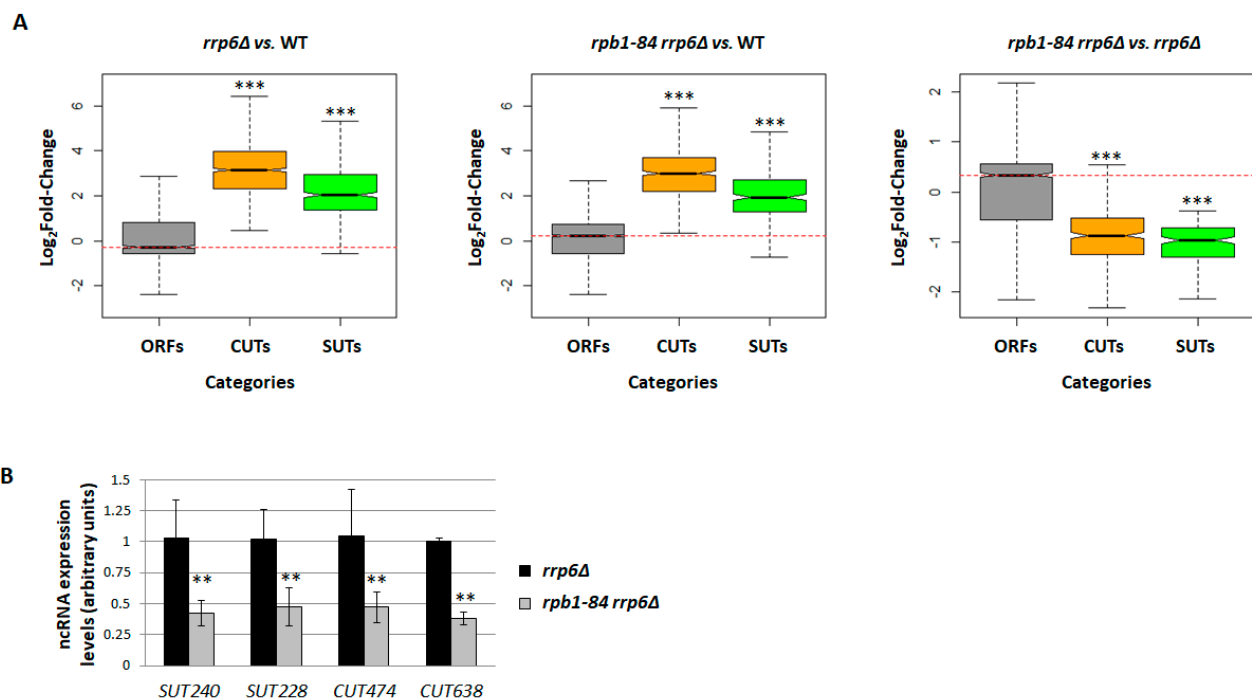 A
rrp6Δ vs. WT
Log2Fold-Change
6
4
2
0
-2
***
***
ORFs CUTs SUTs
Categories
rpb1-84 rrp6Δ vs. WT
Log2Fold-Change
6
4
2
0
-2
***
***
ORFs CUTs SUTs
Categories
rpb1-84 rrp6Δ vs. rrp6Δ
Log2Fold-Change
2
1
0
-1
-2
***
***
ORFs CUTs SUTs
Categories
B
ncRNA expression
levels (arbitrary units)
1.5
1.25
1
0.75
0.5
0.25
0
** ** ** **
SUT240 SUT228 CUT474 CUT638
rrp6Δ
rpb1-84 rrp6Δ